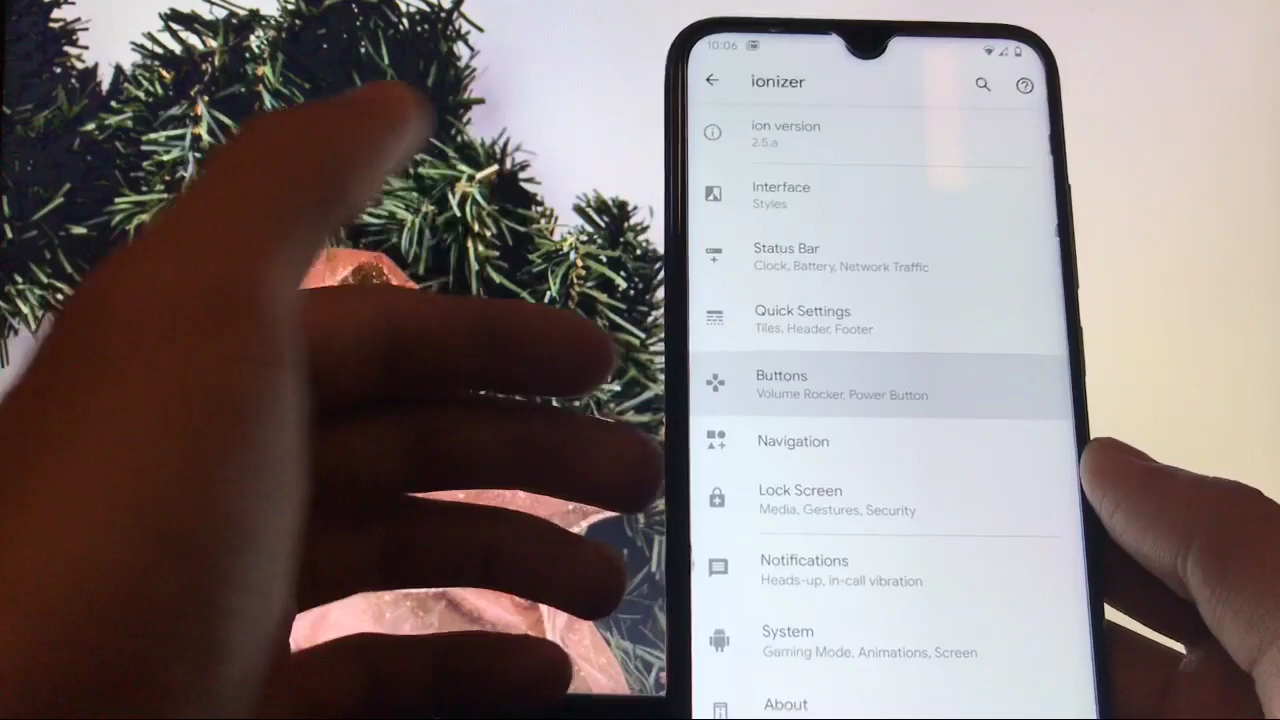 10:06
ionizer
ion version
2.5.a
Interface
Styles
Status Bar
Clock, Battery, Network Traffic
Quick Settings
Tiles, Header, Footer
Buttons
Volume Rocker, Power Button
Navigation
Lock Screen
Media, Gestures, Security
Notifications
Heads-up, in-call vibration
System
Gaming Mode, Animations, Screen
About